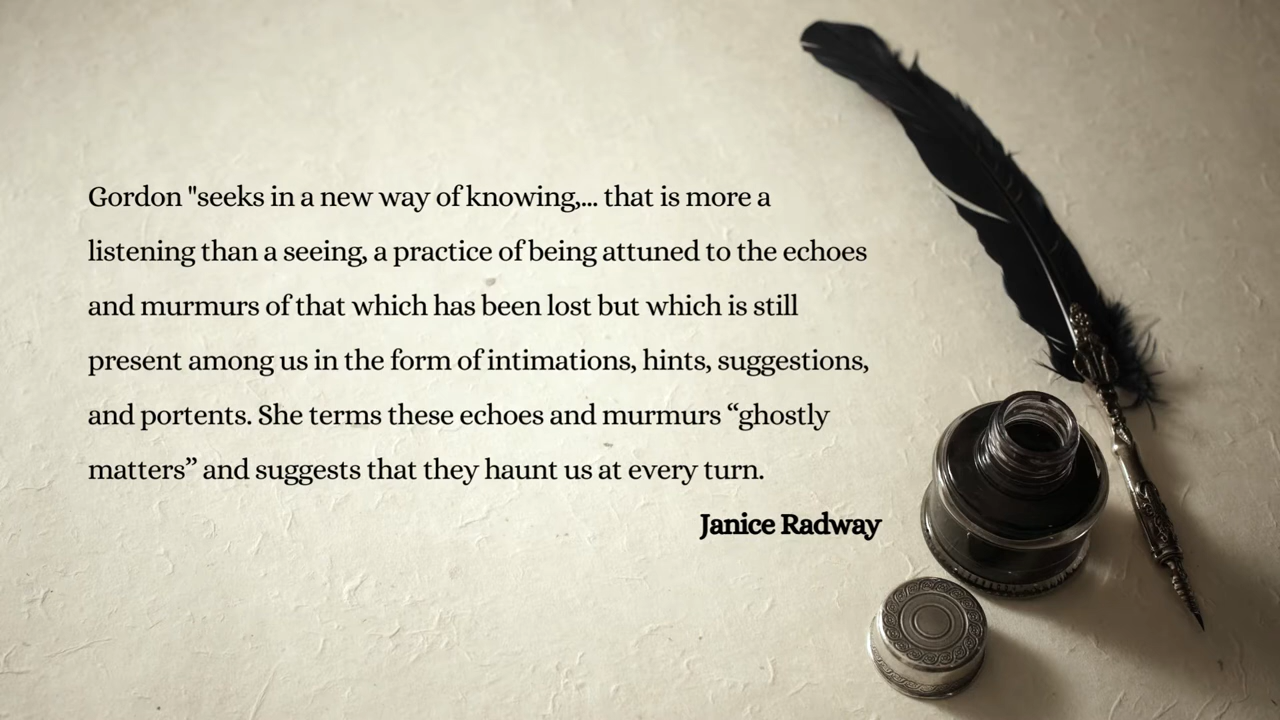 Gordon "seeks in a new way of knowing,... that is more a
listening than a seeing, a practice of being attuned to the echoes
and murmurs of that which has been lost but which is still
present among us in the form of intimations, hints, suggestions,
and portents. She terms these echoes and murmurs “ghostly
matters” and suggests that they haunt us at every turn.
Janice Radway